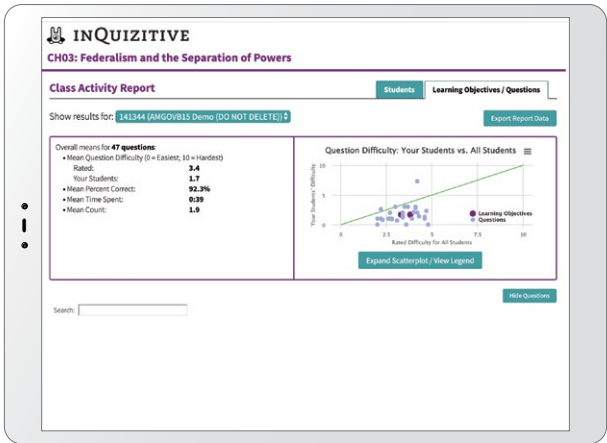 INQUIZITIVE
CH03: Federalism and the Separation of Powers
Class Activity Report
Students
Learning Objectives / Questions
Show results for: 141344 (AMGOVB15 Demo (DO NOT DELETE))
Export Report Data
Overall means for 47 questions:
• Mean Question Difficulty (0 = Easiest; 10 = Hardest)
Rated: 3.4
Your Students: 1.7
• Mean Percent Correct: 92.3%
• Mean Time Spent: 0:39
• Mean Count: 1.9
Question Difficulty: Your Students vs. All Students
Your Students' Difficulty
10
5
0
Learning Objectives
Questions
0 2.5 5 7.5 10
Rated Difficulty for All Students
Expand Scatterplot / View Legend
Hide Questions
Search: